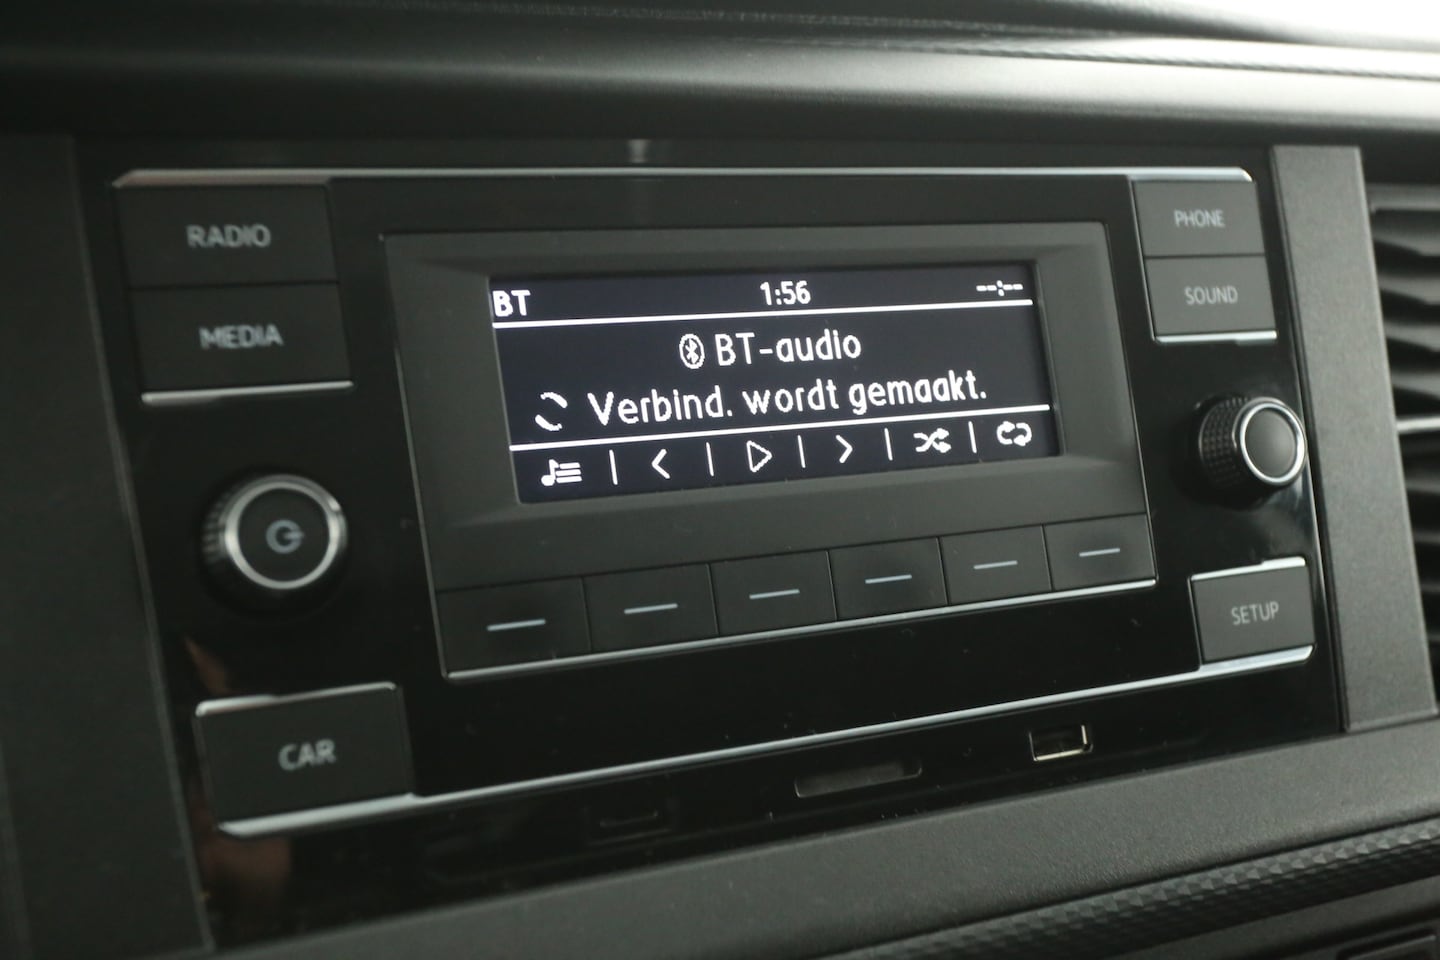 RADIO
MEDIA
CAR
BT 1:56 --:--
BT-audio
Verbind. wordt gemaakt.
PHONE
SOUND
SETUP